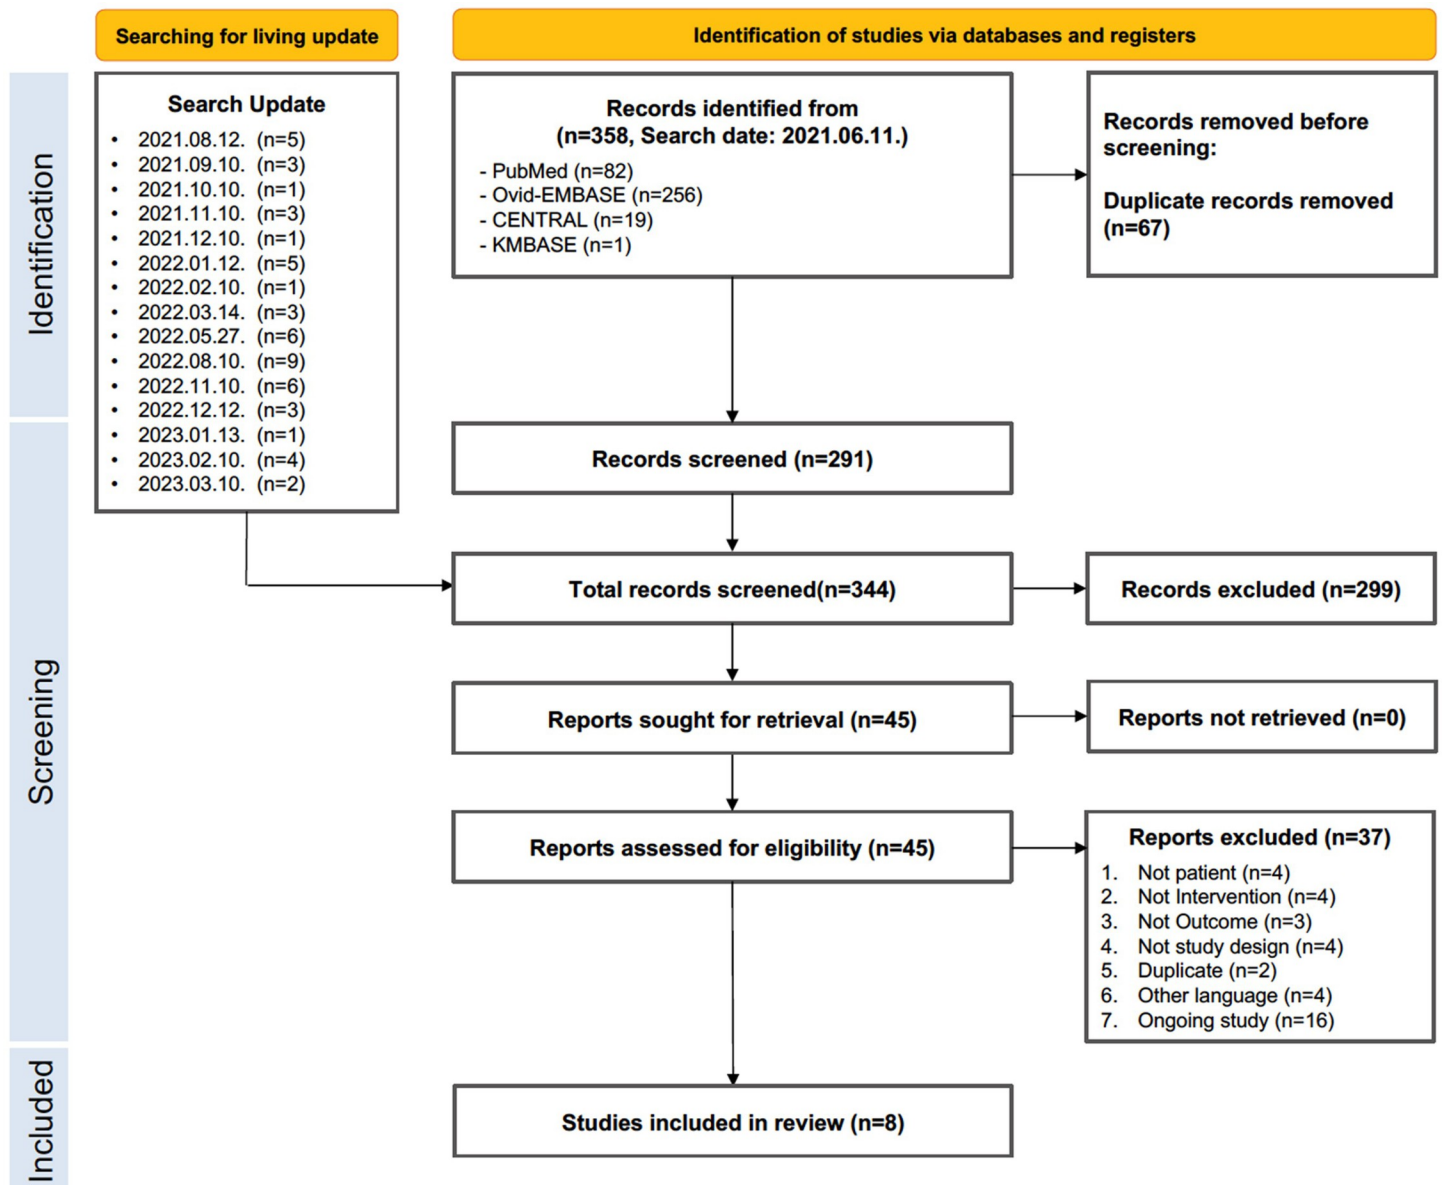 Searching for living update
Identification of studies via databases and registers
Identification
Search Update
• 2021.08.12. (n=5)
• 2021.09.10. (n=3)
• 2021.10.10. (n=1)
• 2021.11.10. (n=3)
• 2021.12.10. (n=1)
• 2022.01.12. (n=5)
• 2022.02.10. (n=1)
• 2022.03.14. (n=3)
• 2022.05.27. (n=6)
• 2022.08.10. (n=9)
• 2022.11.10. (n=6)
• 2022.12.12. (n=3)
• 2023.01.13. (n=1)
• 2023.02.10. (n=4)
• 2023.03.10. (n=2)
Records identified from
(n=358, Search date: 2021.06.11.)
- PubMed (n=82)
- Ovid-EMBASE (n=256)
- CENTRAL (n=19)
- KMBASE (n=1)
Records removed before
screening:
Duplicate records removed
(n=67)
Screening
Records screened (n=291)
Total records screened(n=344)
Records excluded (n=299)
Reports sought for retrieval (n=45)
Reports not retrieved (n=0)
Reports assessed for eligibility (n=45)
Reports excluded (n=37)
1. Not patient (n=4)
2. Not Intervention (n=4)
3. Not Outcome (n=3)
4. Not study design (n=4)
5. Duplicate (n=2)
6. Other language (n=4)
7. Ongoing study (n=16)
Included
Studies included in review (n=8)